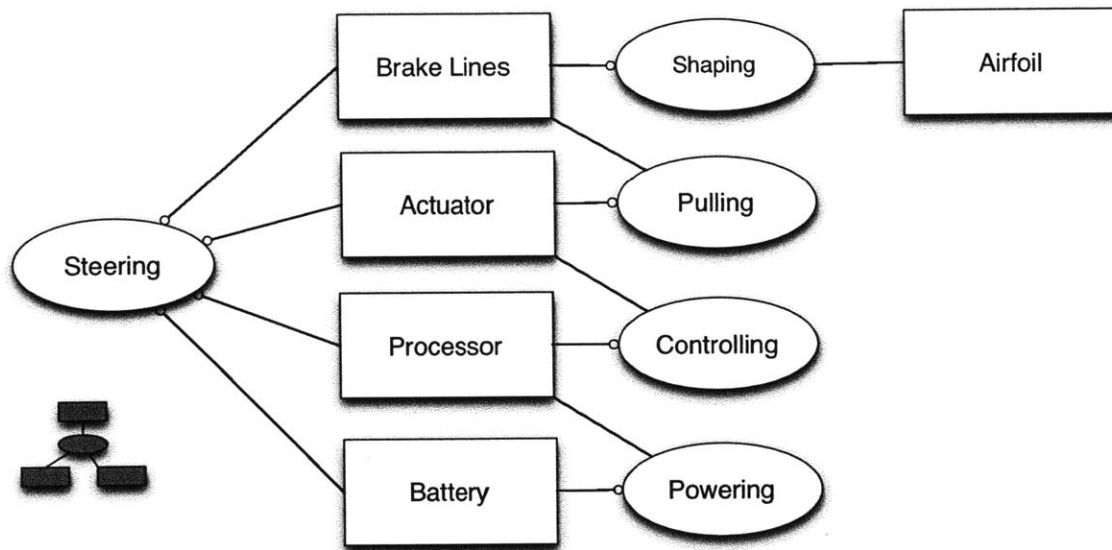 Brake Lines
Shaping
Airfoil
Actuator
Pulling
Steering
Processor
Controlling
Battery
Powering